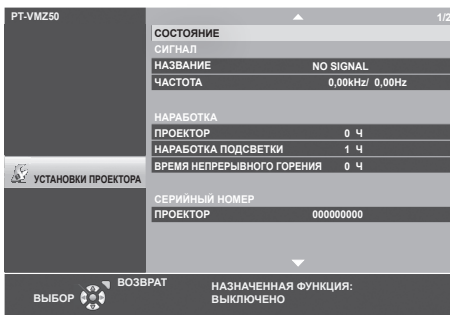 PT-VMZ50
1/2
СОСТОЯНИЕ
СИГНАЛ
НАЗВАНИЕ NO SIGNAL
ЧАСТОТА 0,00kHz/ 0,00Hz
НАРАБОТКА
ПРОЕКТОР 0 Ч
НАРАБОТКА ПОДСВЕТКИ 1 Ч
ВРЕМЯ НЕПРЕРЫВНОГО ГОРЕНИЯ 0 Ч
УСТАНОВКИ ПРОЕКТОРА
СЕРИЙНЫЙ НОМЕР
ПРОЕКТОР 000000000
ВОЗВРАТ
ВЫБОР
НАЗНАЧЕННАЯ ФУНКЦИЯ:
ВЫКЛЮЧЕНО